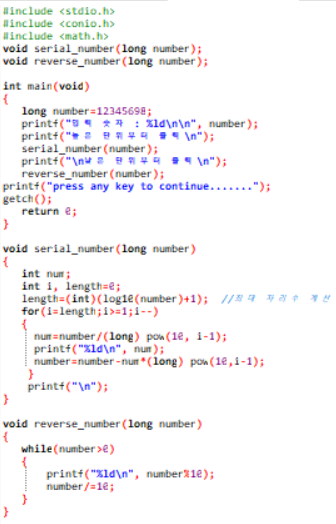 #include <stdio.h>
#include <conio.h>
#include <math.h>
void serial_number(long number);
void reverse_number(long number);
int main(void)
{
long number=12345698;
printf("입력 숫자 : %ld\n\n", number);
printf("높은 단위부터 출력 \n");
serial_number(number);
printf("\n낮은 단위부터 출력 \n");
reverse_number(number);
printf("press any key to continue.......");
getch();
return 0;
}
void serial_number(long number)
{
int num;
int i, length=0;
length=(int)(log10(number)+1); //최대 자리수 계산
for(i=length;i>=1;i--)
{
num=number/(long) pow(10, i-1);
printf("%ld\n", num);
number=number-num*(long) pow(10,i-1);
}
printf("\n");
}
void reverse_number(long number)
{
while(number>0)
{
printf("%ld\n", number%10);
number/=10;
}
}